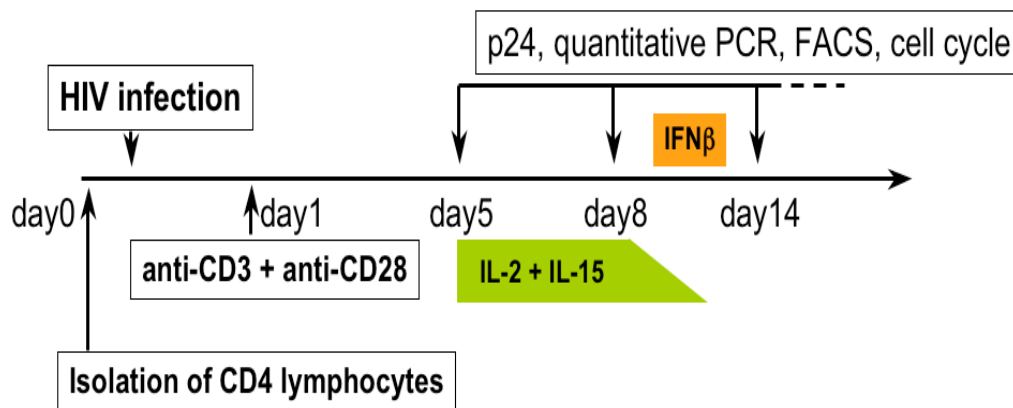 p24, quantitative PCR, FACS, cell cycle
HIV infection
IFNβ
day0
day1
day5
day8
day14
anti-CD3 + anti-CD28
IL-2 + IL-15
Isolation of CD4 lymphocytes